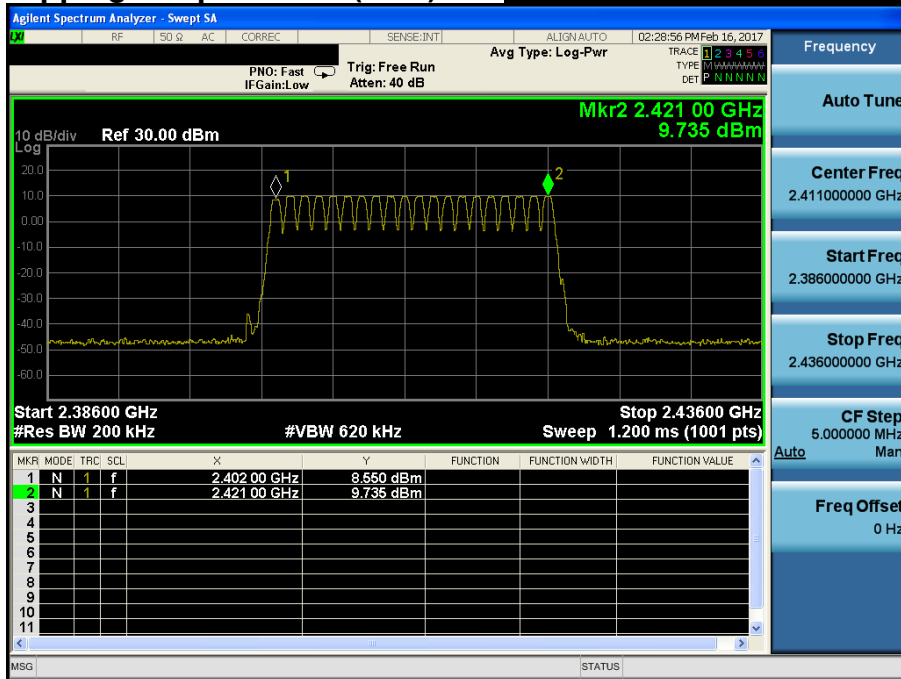 Agilent Spectrum Analyzer - Swept SA
LXI RF 50 Ω AC CORREC SENSE:INT ALIGNAUTO 02:28:56 PM Feb 16, 2017
Avg Type: Log-Pwr
TRACE 1 2 3 4 5 6
TYPE M
DET P N N N N N
PNO: Fast
IFGain:Low
Trig: Free Run
Atten: 40 dB
Mkr2 2.421 00 GHz
9.735 dBm
10 dB/div Ref 30.00 dBm
Log
20.0
10.0
0.00
-10.0
-20.0
-30.0
-40.0
-50.0
-60.0
1
2
Start 2.38600 GHz Stop 2.43600 GHz
#Res BW 200 kHz #VBW 620 kHz Sweep 1.200 ms (1001 pts)
MKR MODE TRC SCL X Y FUNCTION FUNCTION WIDTH FUNCTION VALUE
1 N 1 f 2.402 00 GHz 8.550 dBm
2 N 1 f 2.421 00 GHz 9.735 dBm
3
4
5
6
7
8
9
10
11
MSG STATUS
Frequency
Auto Tune
Center Freq
2.411000000 GHz
Start Freq
2.386000000 GHz
Stop Freq
2.436000000 GHz
CF Step
5.000000 MHz
Auto Man
Freq Offset
0 Hz